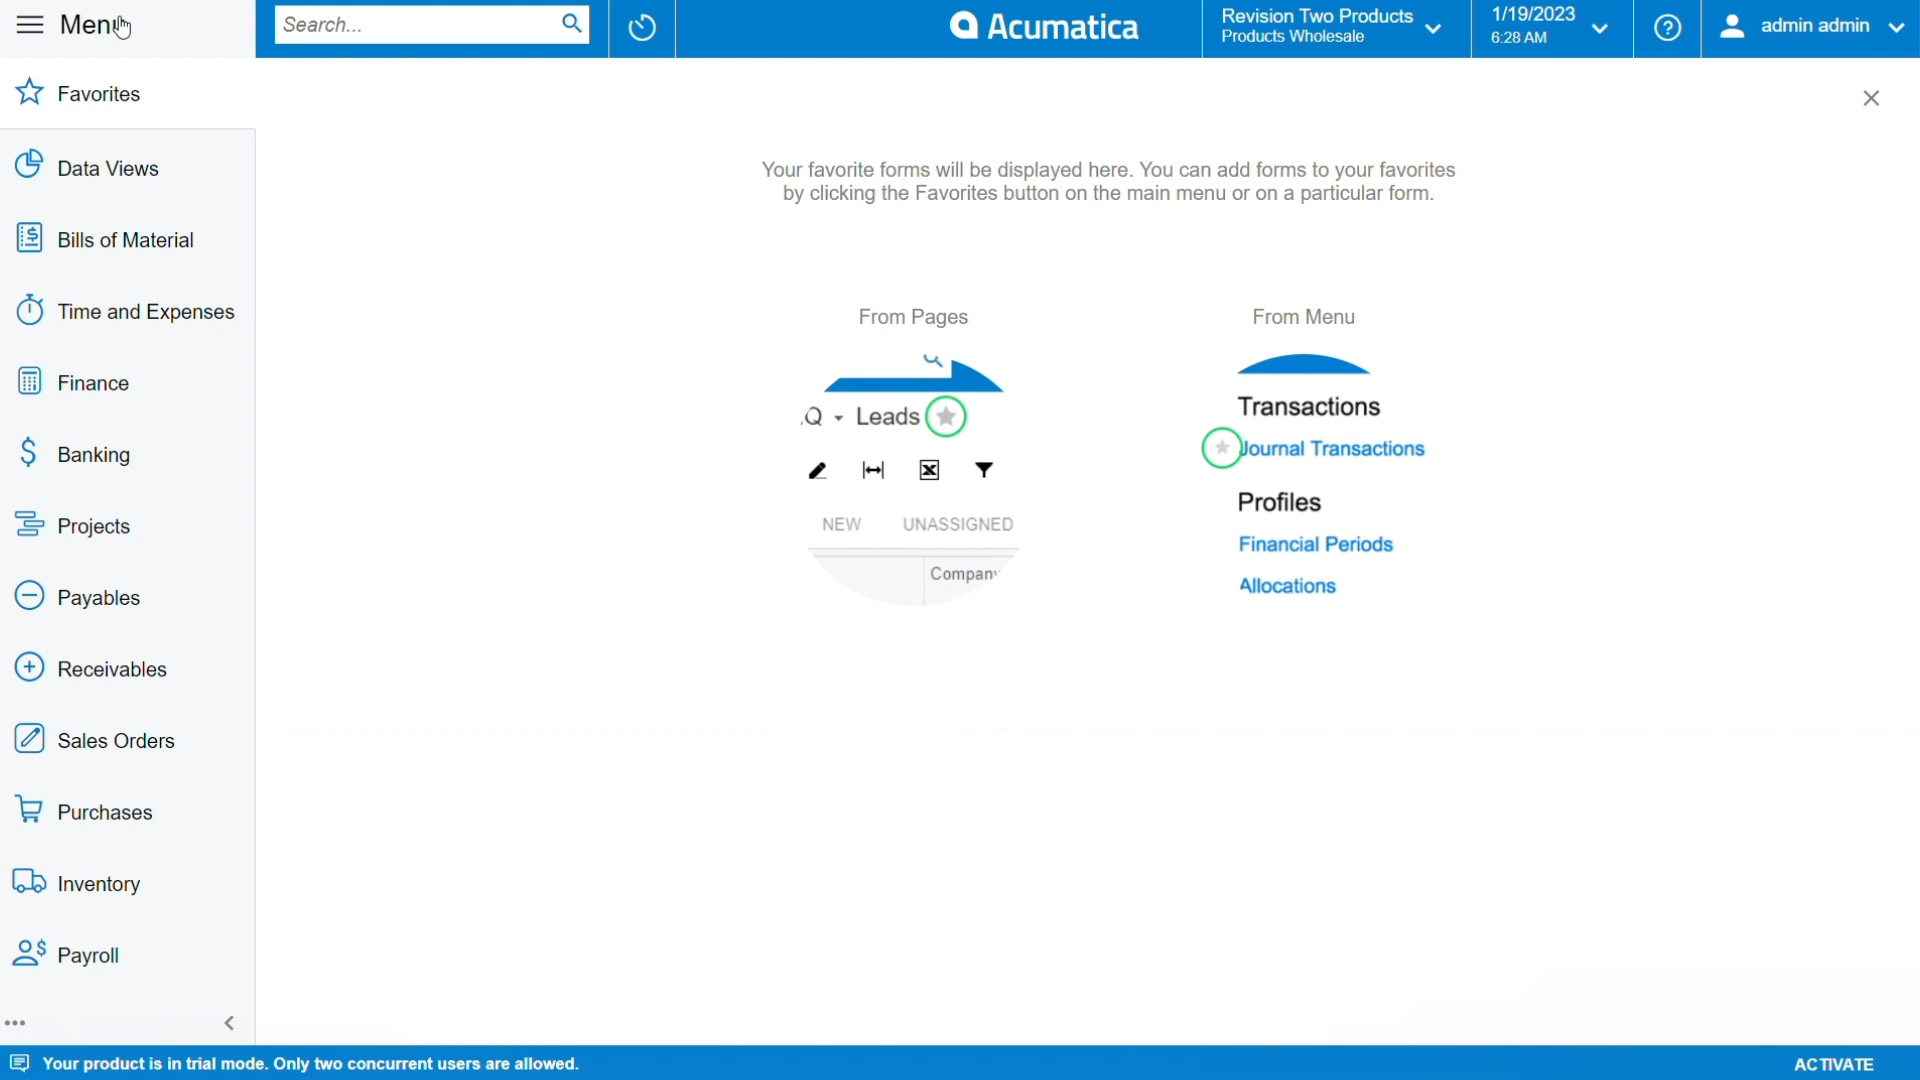 Menu
Search...
Acumatica
Revision Two Products
Products Wholesale
1/19/2023
6:28 AM
?
admin admin
Favorites
Data Views
Bills of Material
Time and Expenses
Finance
Banking
Projects
Payables
Receivables
Sales Orders
Purchases
Inventory
Payroll
Your favorite forms will be displayed here. You can add forms to your favorites
by clicking the Favorites button on the main menu or on a particular form.
From Pages
Q Leads
NEW UNASSIGNED
Company
From Menu
Transactions
Journal Transactions
Profiles
Financial Periods
Allocations
Your product is in trial mode. Only two concurrent users are allowed.
ACTIVATE